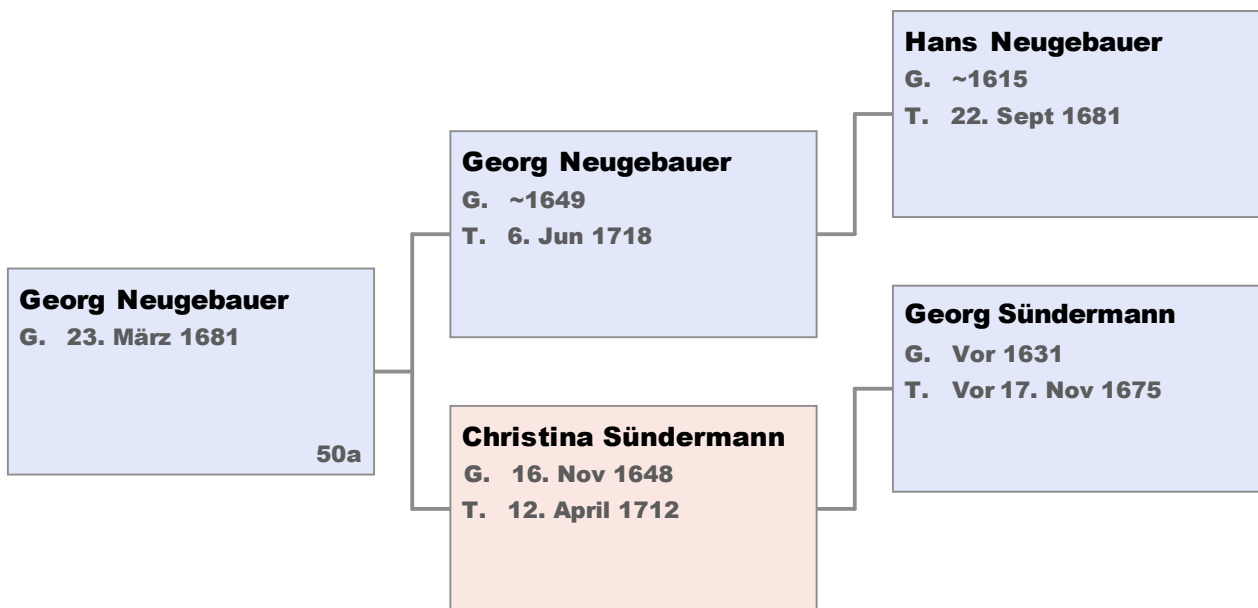 Hans Neugebauer
G. ~1615
T. 22. Sept 1681
Georg Neugebauer
G. ~1649
T. 6. Jun 1718
Georg Neugebauer
G. 23. März 1681
50a
Georg Sündermann
G. Vor 1631
T. Vor 17. Nov 1675
Christina Sündermann
G. 16. Nov 1648
T. 12. April 1712